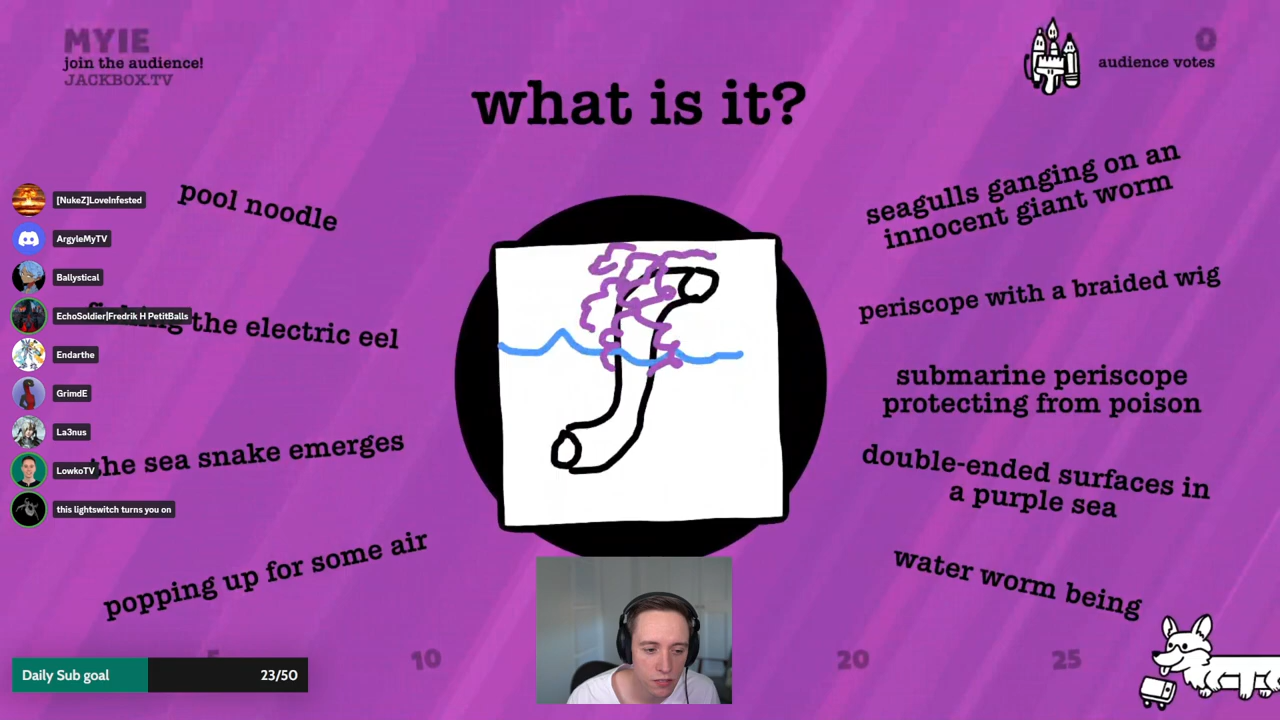 MYIE
join the audience!
JACKBOX.TV
0
audience votes
what is it?
pool noodle
the electric eel
the sea snake emerges
popping up for some air
seagulls ganging on an
innocent giant worm
periscope with a braided wig
submarine periscope
protecting from poison
double-ended surfaces in
a purple sea
water worm being
[NukeZ]LoveInfested
ArgyleMyTV
Ballystical
EchoSoldier|Fredrik H PetitBalls
Endarthe
GrimdE
La3nus
LowkoTV
this lightswitch turns you on
Daily Sub goal
23/50
10
20
25